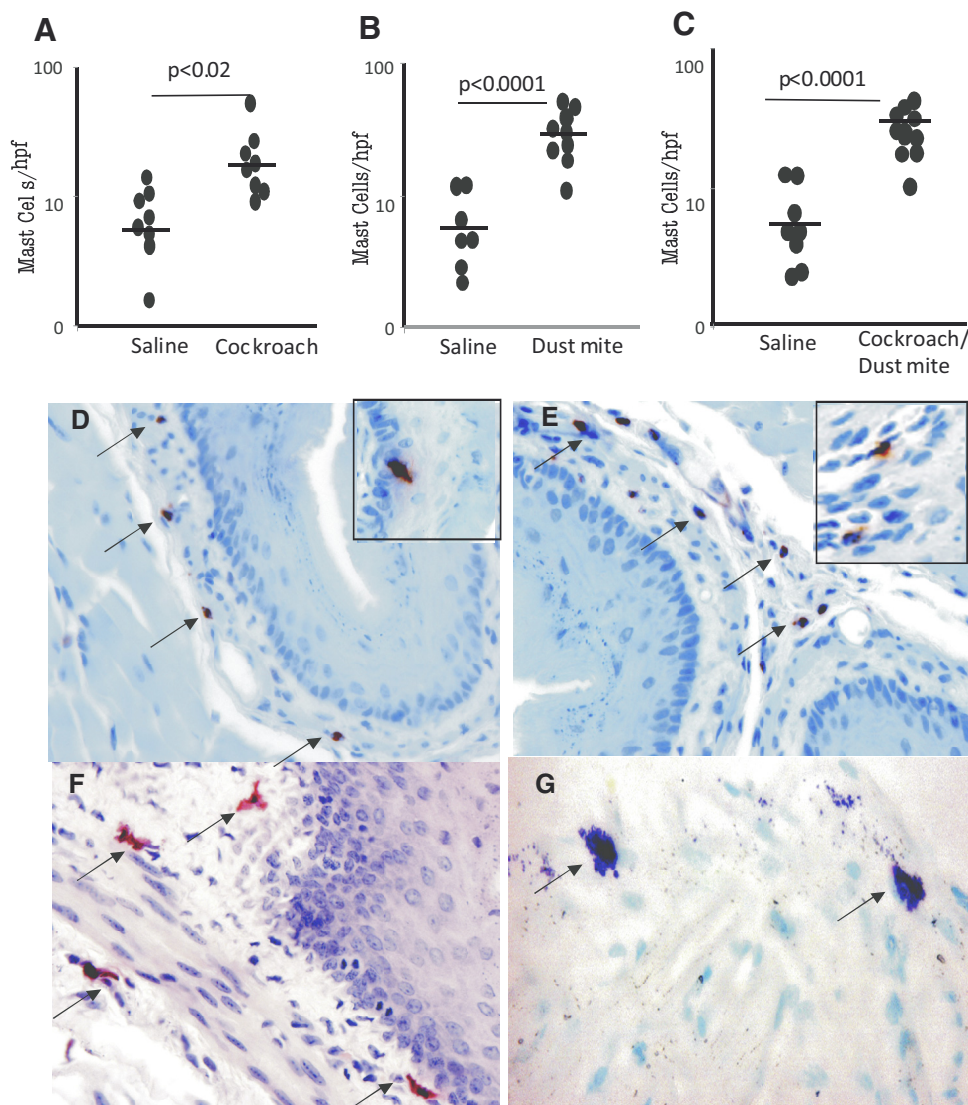 A
p<0.02
100
10
0
Mast Cel s/hpf
Saline
Cockroach
B
p<0.0001
100
10
0
Mast Cells/hpf
Saline
Dust mite
C
p<0.0001
100
10
0
Mast Cells/hpf
Saline
Cockroach/
Dust mite
D
E
F
G